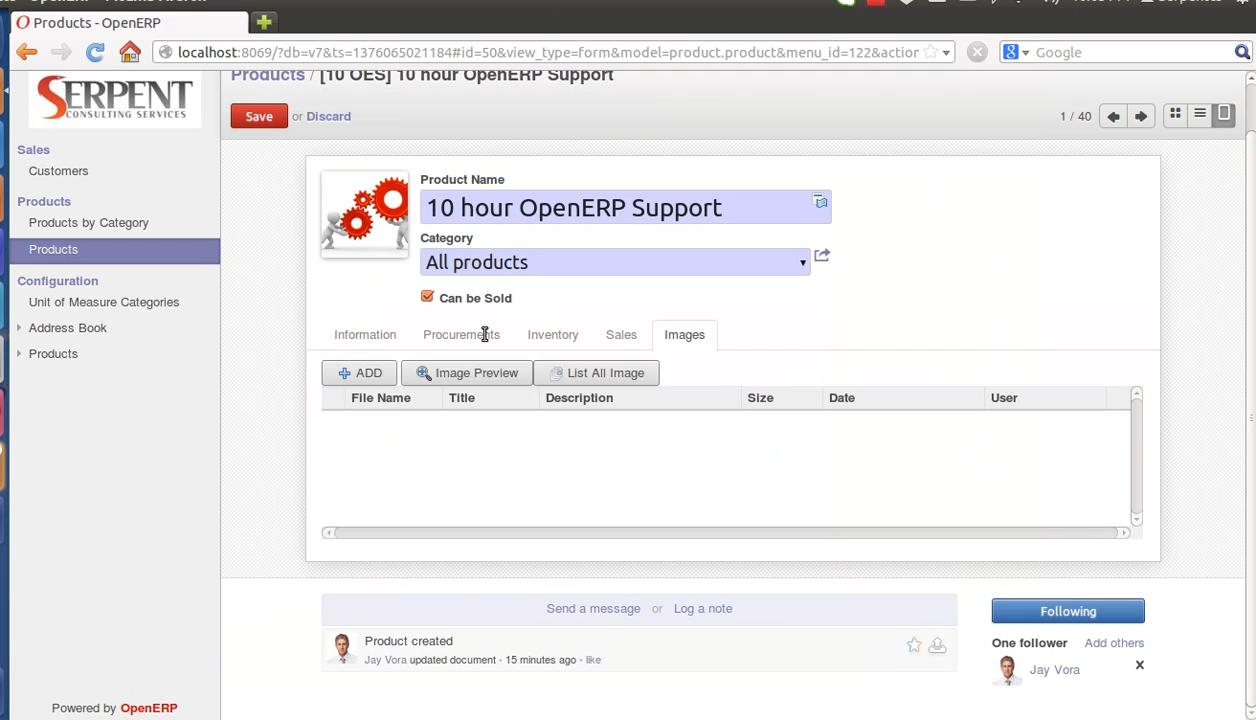 Products - OpenERP
localhost:8069/?db=v7&ts=1376065021184#id=50&view_type=form&model=product.product&menu_id=122&action
Google
SERPENT
CONSULTING SERVICES
Products / [10 OES] 10 hour OpenERP Support
Save or Discard
1 / 40
Sales
Customers
Products
Products by Category
Products
Configuration
Unit of Measure Categories
Address Book
Products
Powered by OpenERP
Product Name
10 hour OpenERP Support
Category
All products
Can be Sold
Information Procurements Inventory Sales Images
ADD Image Preview List All Image
File Name Title Description Size Date User
Send a message or Log a note
Product created
Jay Vora updated document • 15 minutes ago • like
Following
One follower Add others
Jay Vora